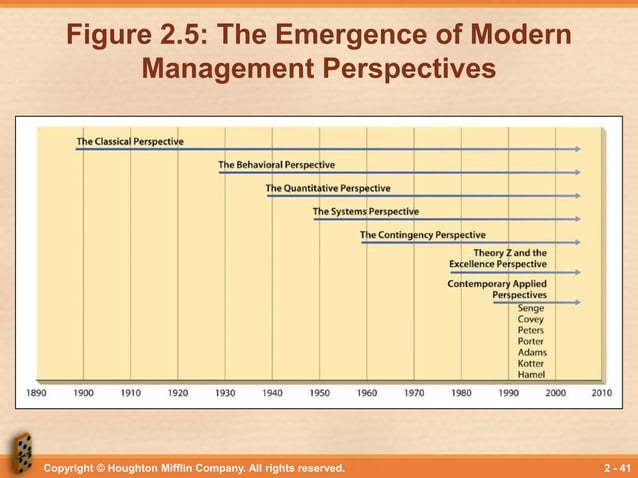 Figure 2.5: The Emergence of Modern
Management Perspectives
The Classical Perspective
The Behavioral Perspective
The Quantitative Perspective
The Systems Perspective
The Contingency Perspective
Theory Z and the
Excellence Perspective
Contemporary Applied
Perspectives
Senge
Covey
Peters
Porter
Adams
Kotter
Hamel
1890 1900 1910 1920 1930 1940 1950 1960 1970 1980 1990 2000 2010
Copyright © Houghton Mifflin Company. All rights reserved. 2 - 41